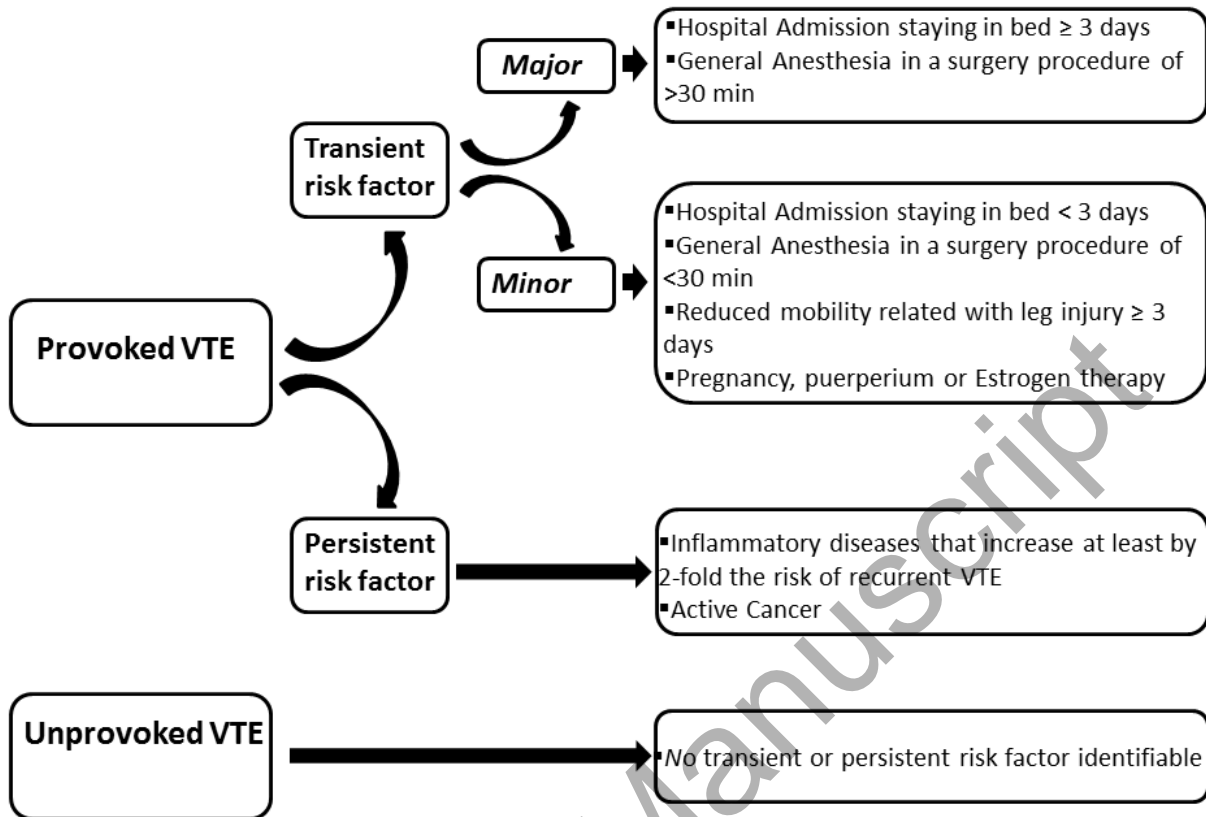 Major
▪Hospital Admission staying in bed ≥ 3 days
▪General Anesthesia in a surgery procedure of
>30 min
Transient
risk factor
Minor
▪Hospital Admission staying in bed < 3 days
▪General Anesthesia in a surgery procedure of
<30 min
▪Reduced mobility related with leg injury ≥ 3
days
▪Pregnancy, puerperium or Estrogen therapy
Provoked VTE
Persistent
risk factor
▪Inflammatory diseases that increase at least by
2-fold the risk of recurrent VTE
▪Active Cancer
Unprovoked VTE
▪No transient or persistent risk factor identifiable
Manuscript